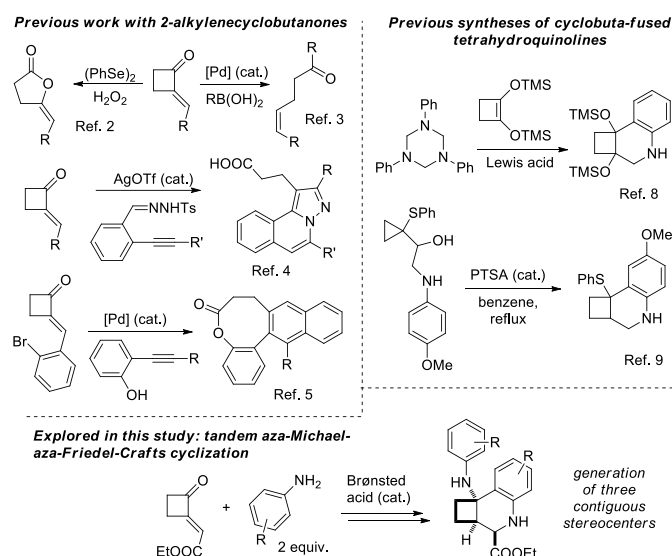 Previous work with 2-alkylenecyclobutanones
O
O
R
(PhSe)2
H2O2
Ref. 2
O
R
[Pd] (cat.)
RB(OH)2
R
O
R
Ref. 3
O
R
AgOTf (cat.)
NNHTs
R'
HOOC
R
N
N
R'
Ref. 4
O
Br
[Pd] (cat.)
R
OH
O
O
R
Ref. 5
Previous syntheses of cyclobuta-fused
tetrahydroquinolines
Ph
N
N
N
Ph
Ph
OTMS
OTMS
Lewis acid
TMSO
TMSO
NH
Ref. 8
SPh
OH
NH
OMe
PTSA (cat.)
benzene,
reflux
MeO
PhS
NH
Ref. 9
Explored in this study: tandem aza-Michael-
aza-Friedel-Crafts cyclization
O
EtOOC
+
NH2
R
2 equiv.
Brønsted
acid (cat.)
R
HN
R
NH
H
COOEt
generation
of three
contiguous
stereocenters